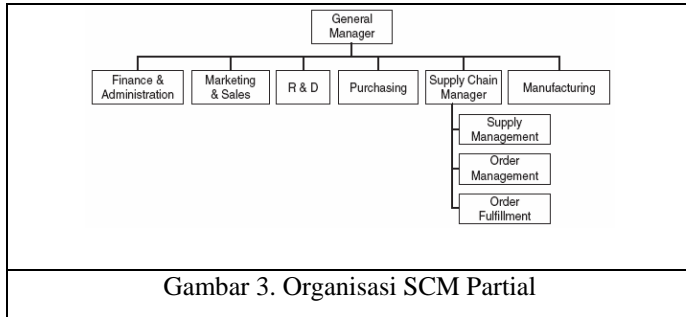 General
Manager
Finance &
Administration
Marketing
& Sales
R & D
Purchasing
Supply Chain
Manager
Manufacturing
Supply
Management
Order
Management
Order
Fulfillment
Gambar 3. Organisasi SCM Partial